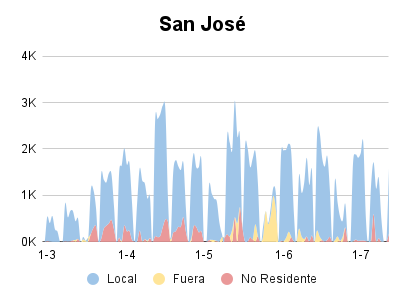 San José
4K
3K
2K
1K
0K
1-3 1-4 1-5 1-6 1-7
Local Fuera No Residente